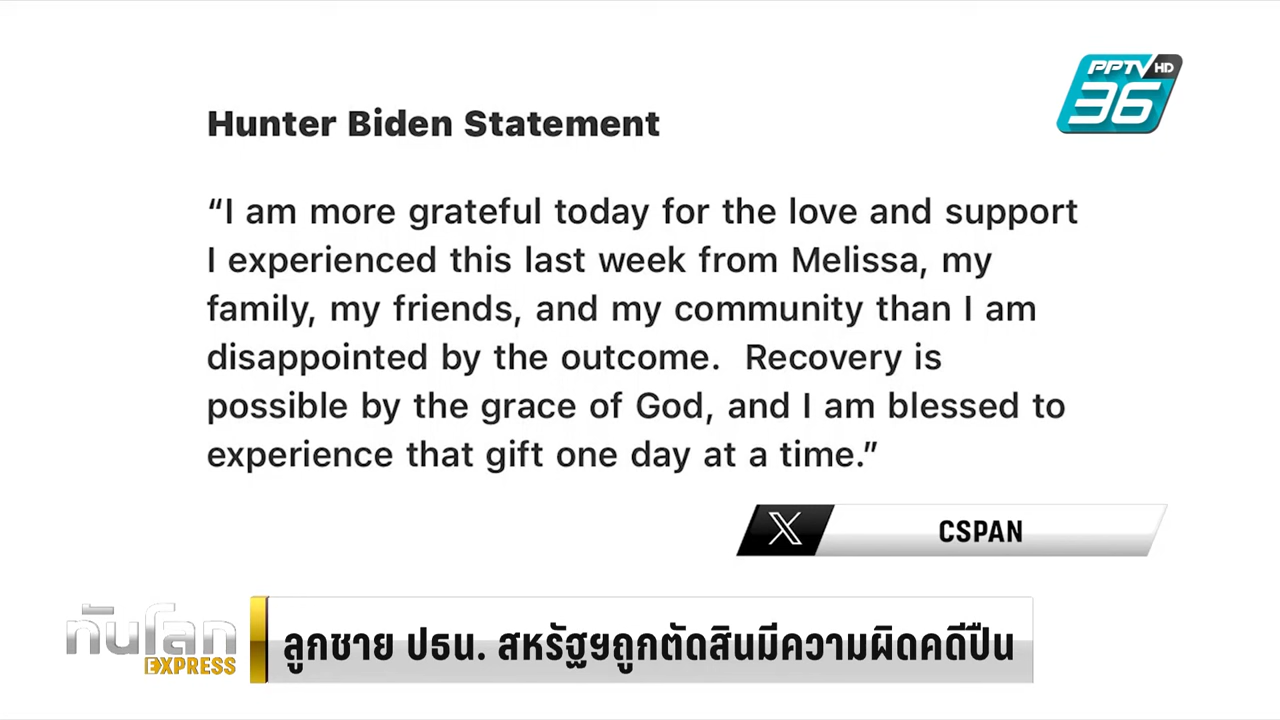 PPTV HD
36
Hunter Biden Statement
“I am more grateful today for the love and support
I experienced this last week from Melissa, my
family, my friends, and my community than I am
disappointed by the outcome.  Recovery is
possible by the grace of God, and I am blessed to
experience that gift one day at a time.”
X CSPAN
ทันโลก
EXPRESS
ลูกชาย ปธน. สหรัฐฯถูกตัดสินมีความผิดคดีปืน